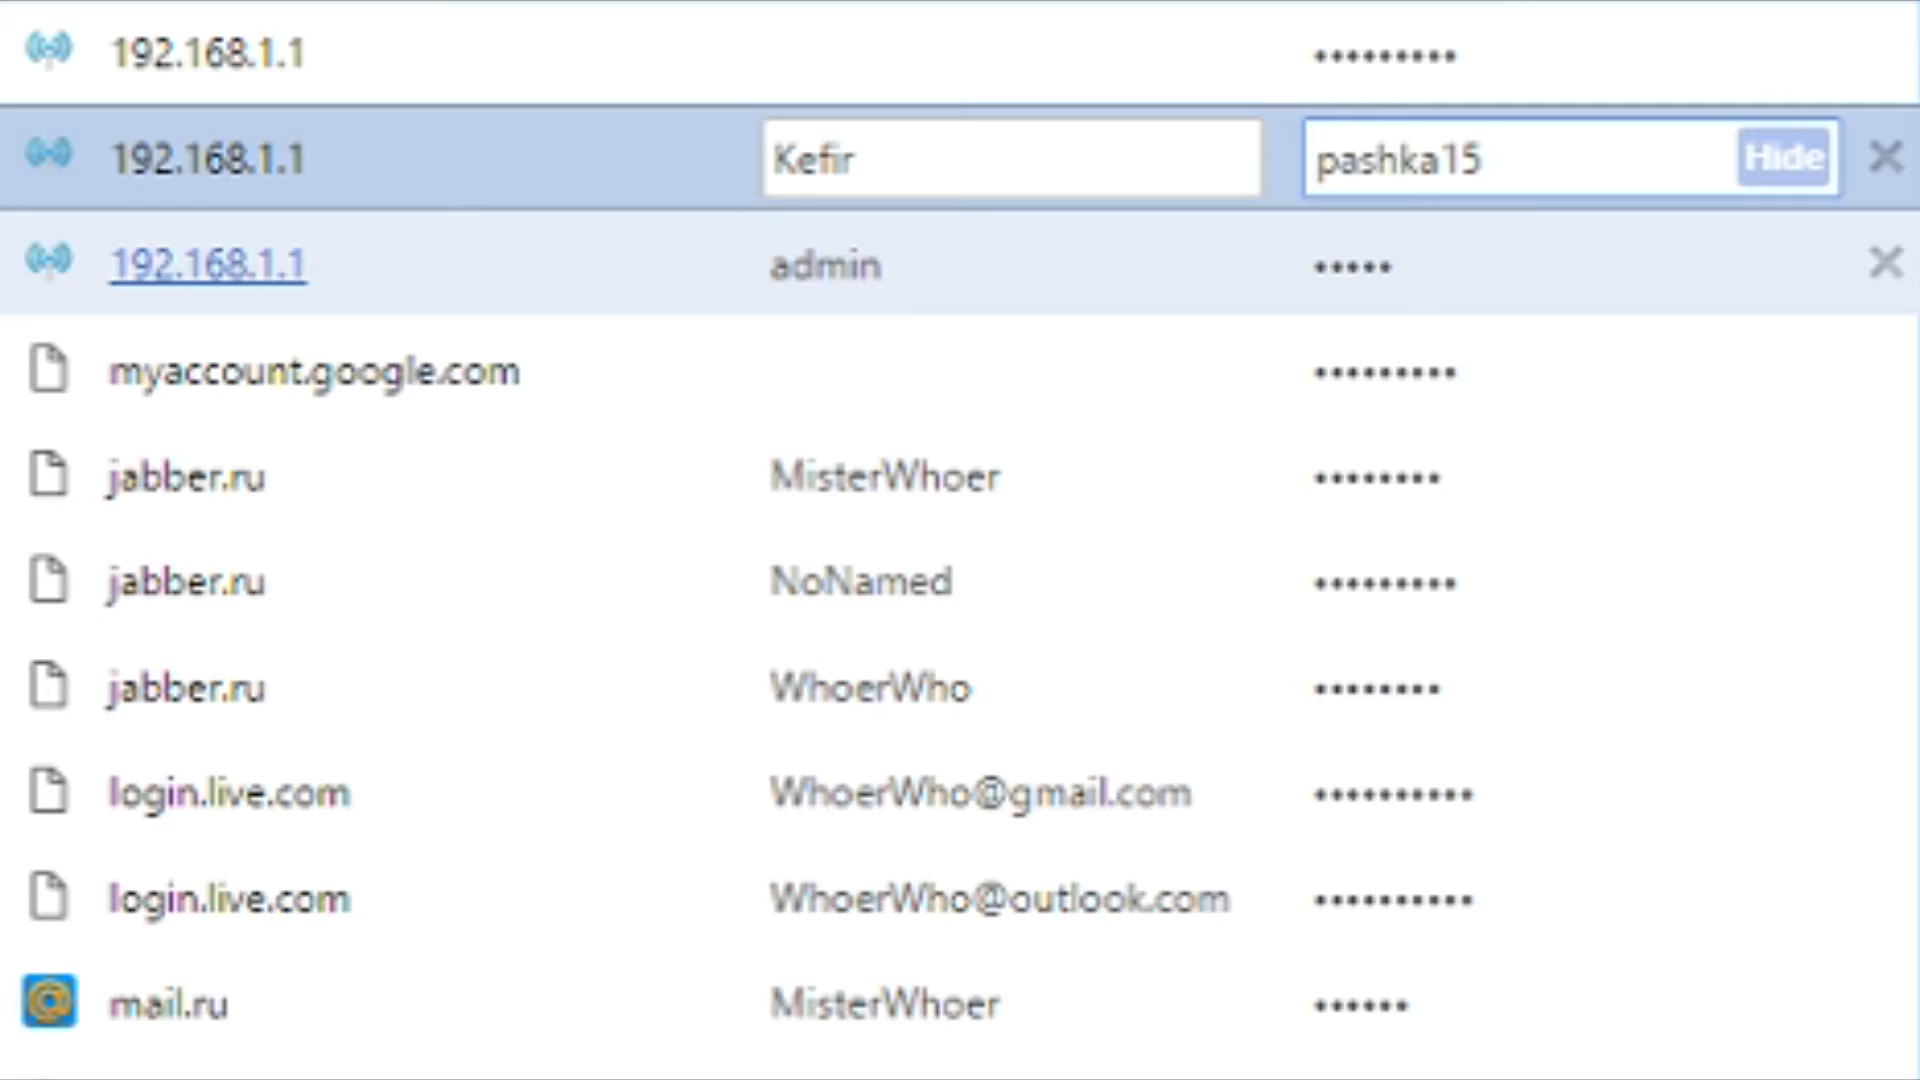 192.168.1.1 •••••••••
192.168.1.1 Kefir pashka15 Hide
192.168.1.1 admin •••••
myaccount.google.com •••••••••
jabber.ru MisterWhoer ••••••••
jabber.ru NoNamed •••••••••
jabber.ru WhoerWho ••••••••
login.live.com WhoerWho@gmail.com ••••••••••
login.live.com WhoerWho@outlook.com ••••••••••
mail.ru MisterWhoer ••••••